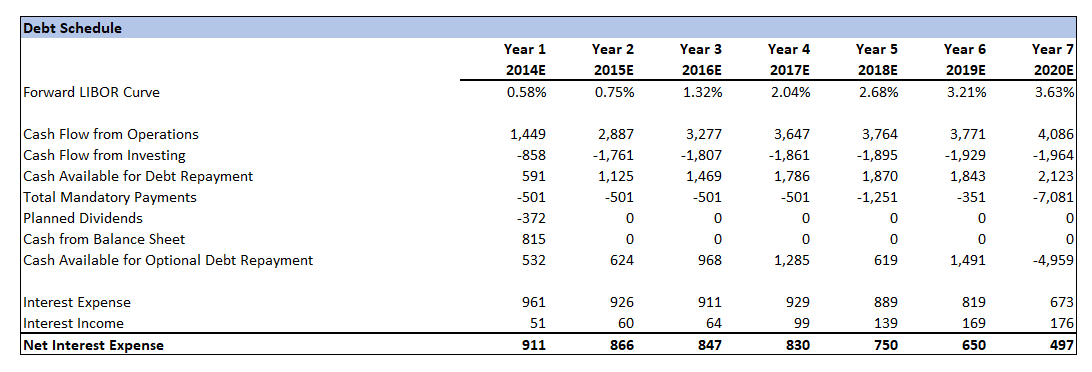 Debt Schedule
Year 1 Year 2 Year 3 Year 4 Year 5 Year 6 Year 7
2014E 2015E 2016E 2017E 2018E 2019E 2020E
Forward LIBOR Curve 0.58% 0.75% 1.32% 2.04% 2.68% 3.21% 3.63%
Cash Flow from Operations 1,449 2,887 3,277 3,647 3,764 3,771 4,086
Cash Flow from Investing -858 -1,761 -1,807 -1,861 -1,895 -1,929 -1,964
Cash Available for Debt Repayment 591 1,125 1,469 1,786 1,870 1,843 2,123
Total Mandatory Payments -501 -501 -501 -501 -1,251 -351 -7,081
Planned Dividends -372 0 0 0 0 0 0
Cash from Balance Sheet 815 0 0 0 0 0 0
Cash Available for Optional Debt Repayment 532 624 968 1,285 619 1,491 -4,959
Interest Expense 961 926 911 929 889 819 673
Interest Income 51 60 64 99 139 169 176
Net Interest Expense 911 866 847 830 750 650 497